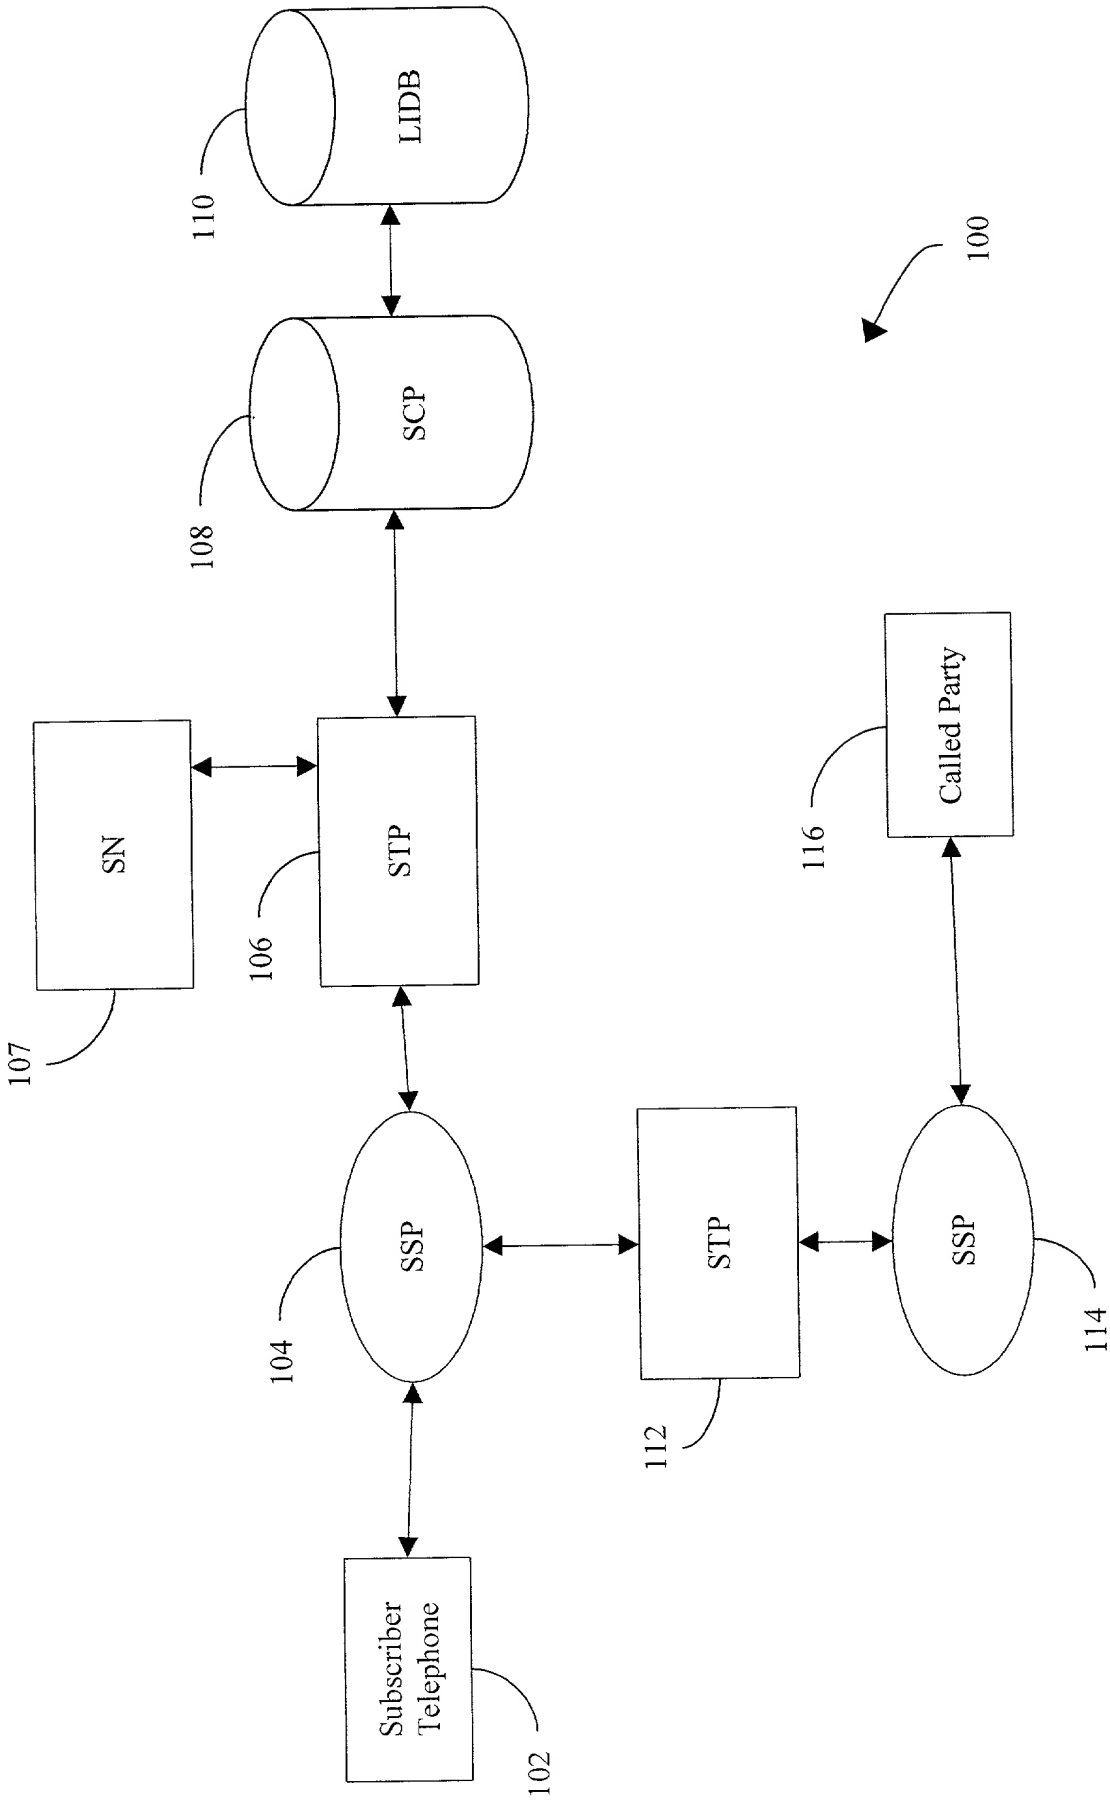 107
SN
110
LIDB
108
SCP
106
STP
104
SSP
102
Subscriber
Telephone
112
STP
114
SSP
116
Called Party
100